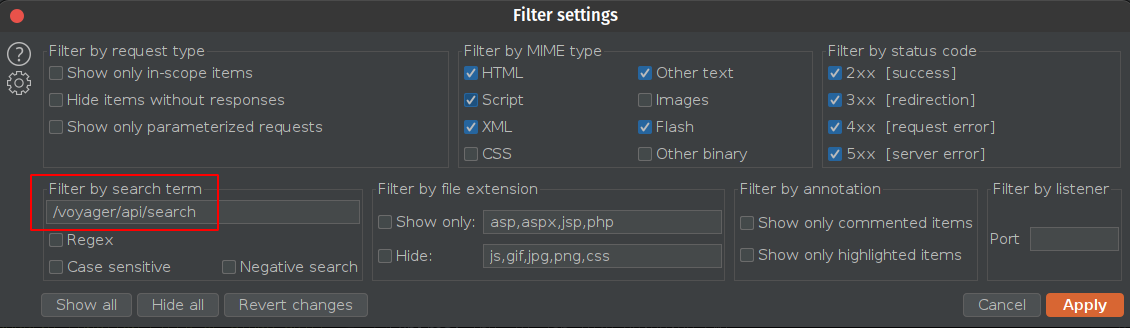 Filter settings
?
Filter by request type
Show only in-scope items
Hide items without responses
Show only parameterized requests
Filter by MIME type
HTML
Other text
Script
Images
XML
Flash
CSS
Other binary
Filter by status code
2xx [success]
3xx [redirection]
4xx [request error]
5xx [server error]
Filter by search term
/voyager/api/search
Regex
Case sensitive
Negative search
Filter by file extension
Show only: asp,aspx,jsp,php
Hide: js,gif,jpg,png,css
Filter by annotation
Show only commented items
Show only highlighted items
Filter by listener
Port
Show all
Hide all
Revert changes
Cancel
Apply